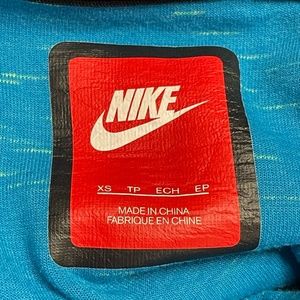 NIKE
XS TP ECH EP
MADE IN CHINA
FABRIQUÉ EN CHINE